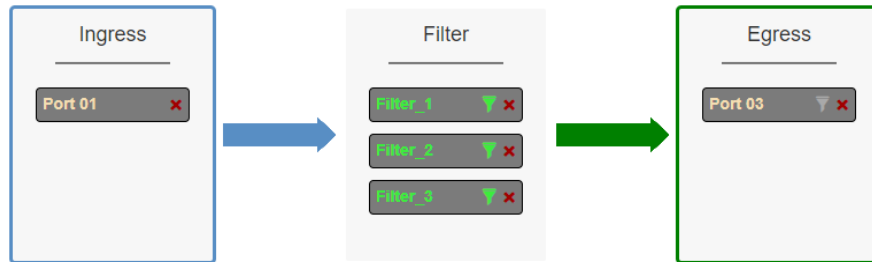 Ingress
Port 01
Filter
Filter_1
Filter_2
Filter_3
Egress
Port 03